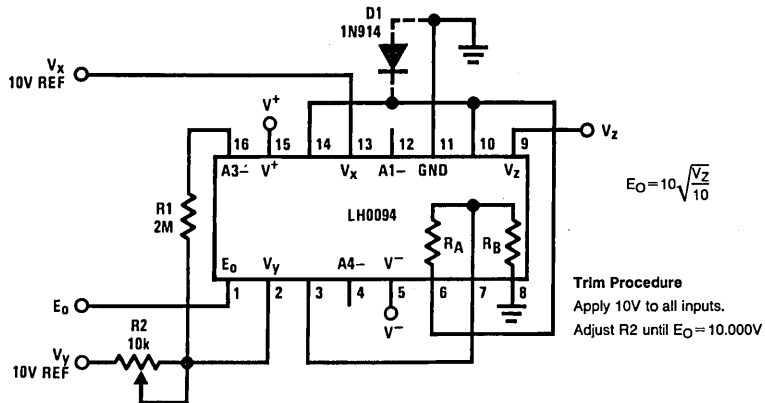 D1
1N914
Vx
10V REF
V+
16 15 14 13 12 11 10 9
Vz
A3- V+ Vx A1- GND Vz
EO=10√VZ/10
R1
2M
LH0094
RA RB
Eo Vy A4- V-
Trim Procedure
Eo
1 2 3 4 5 6 7 8
Apply 10V to all inputs.
V-
R2
10k
Adjust R2 until EO=10.000V
Vy
10V REF